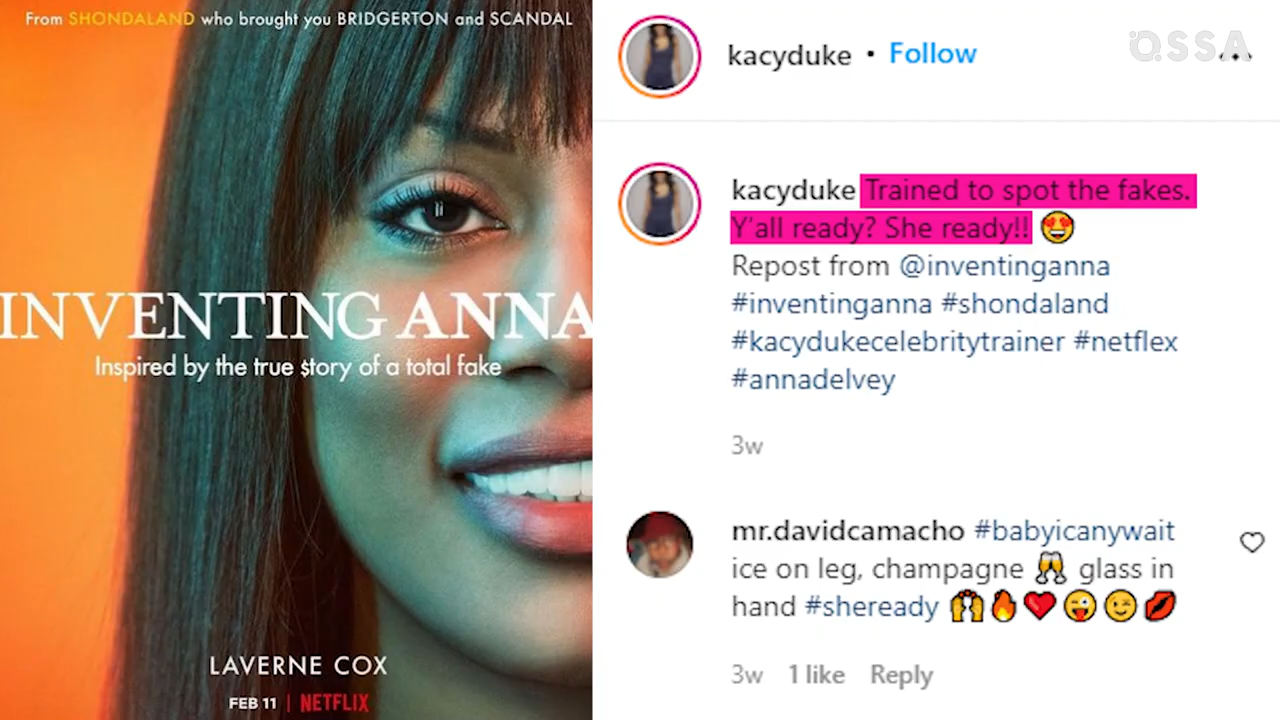 From SHONDALAND who brought you BRIDGERTON and SCANDAL
INVENTING ANNA
Inspired by the true $tory of a total fake
LAVERNE COX
FEB 11 | NETFLIX
kacyduke • Follow
OSSA
kacyduke Trained to spot the fakes.
Y'all ready? She ready!! 😍
Repost from @inventinganna
#inventinganna #shondaland
#kacydukecelebritytrainer #netflex
#annadelvey
3w
mr.davidcamacho #babyicanywait
ice on leg, champagne 🥂 glass in
hand #sheready 🙌🔥❤️😜😉💋
3w 1 like Reply